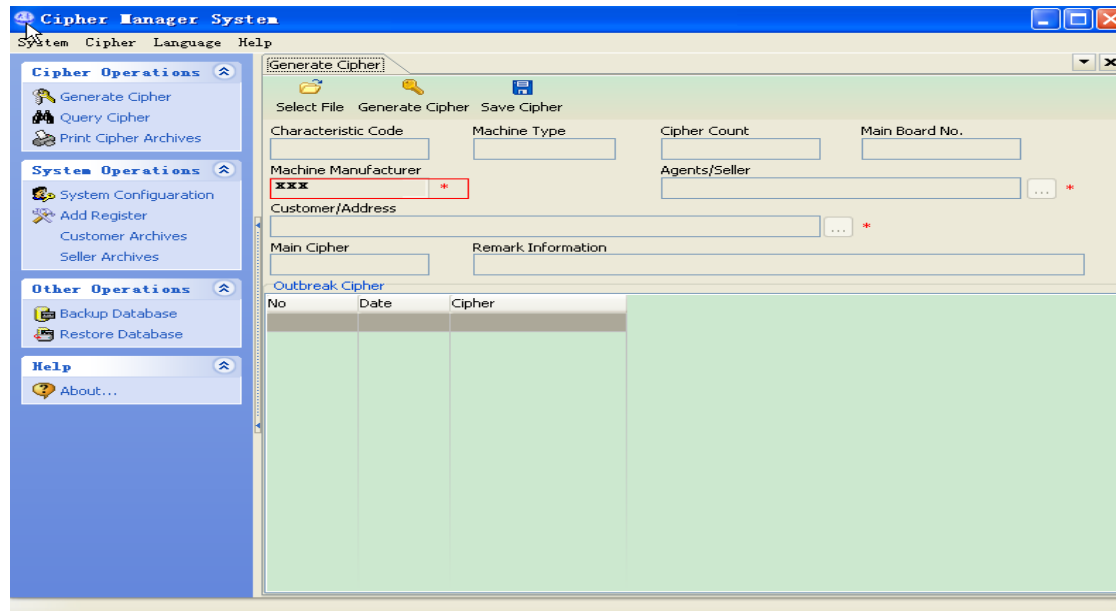 Cipher Manager System
System Cipher Language Help
Cipher Operations
Generate Cipher
Query Cipher
Print Cipher Archives
System Operations
System Configuaration
Add Register
Customer Archives
Seller Archives
Other Operations
Backup Database
Restore Database
Help
About...
Generate Cipher
Select File Generate Cipher Save Cipher
Characteristic Code Machine Type Cipher Count Main Board No.
Machine Manufacturer Agents/Seller
XXX * ... *
Customer/Address
... *
Main Cipher Remark Information
Outbreak Cipher
No Date Cipher